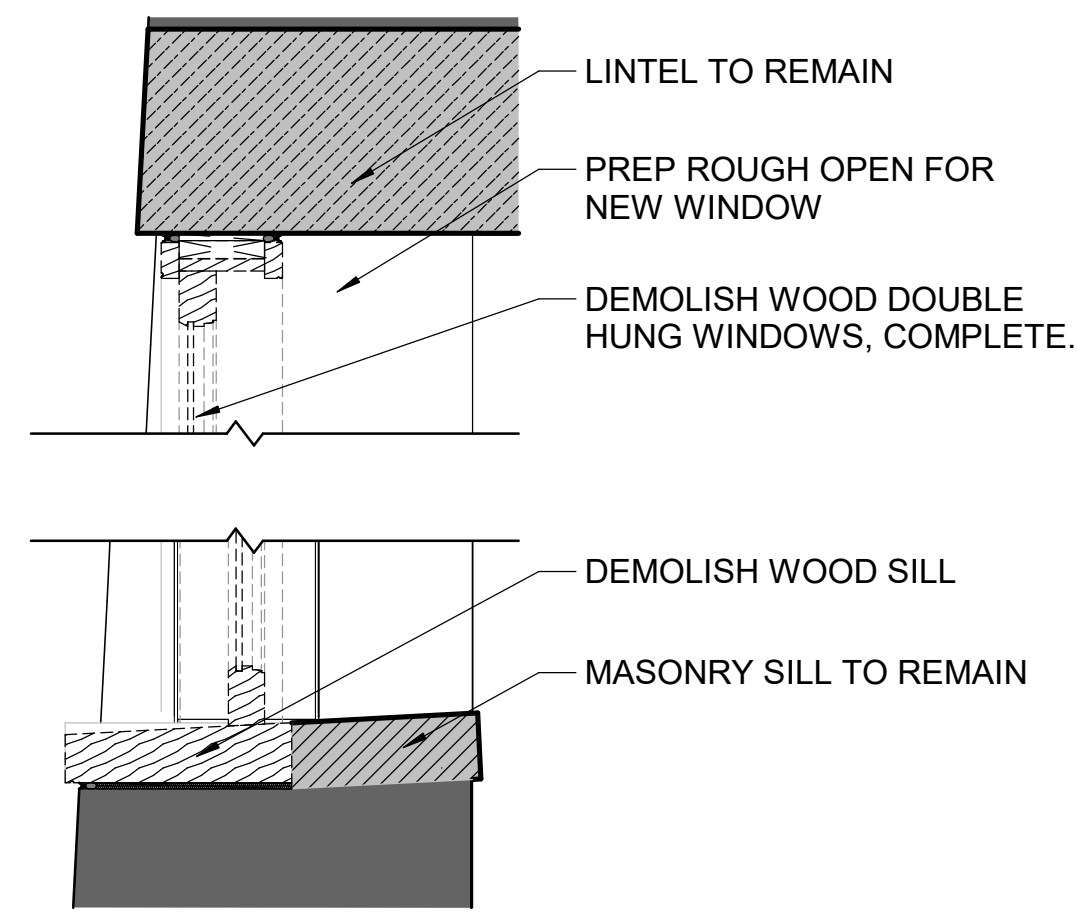 LINTEL TO REMAIN
PREP ROUGH OPEN FOR
NEW WINDOW
DEMOLISH WOOD DOUBLE
HUNG WINDOWS, COMPLETE.
DEMOLISH WOOD SILL
MASONRY SILL TO REMAIN